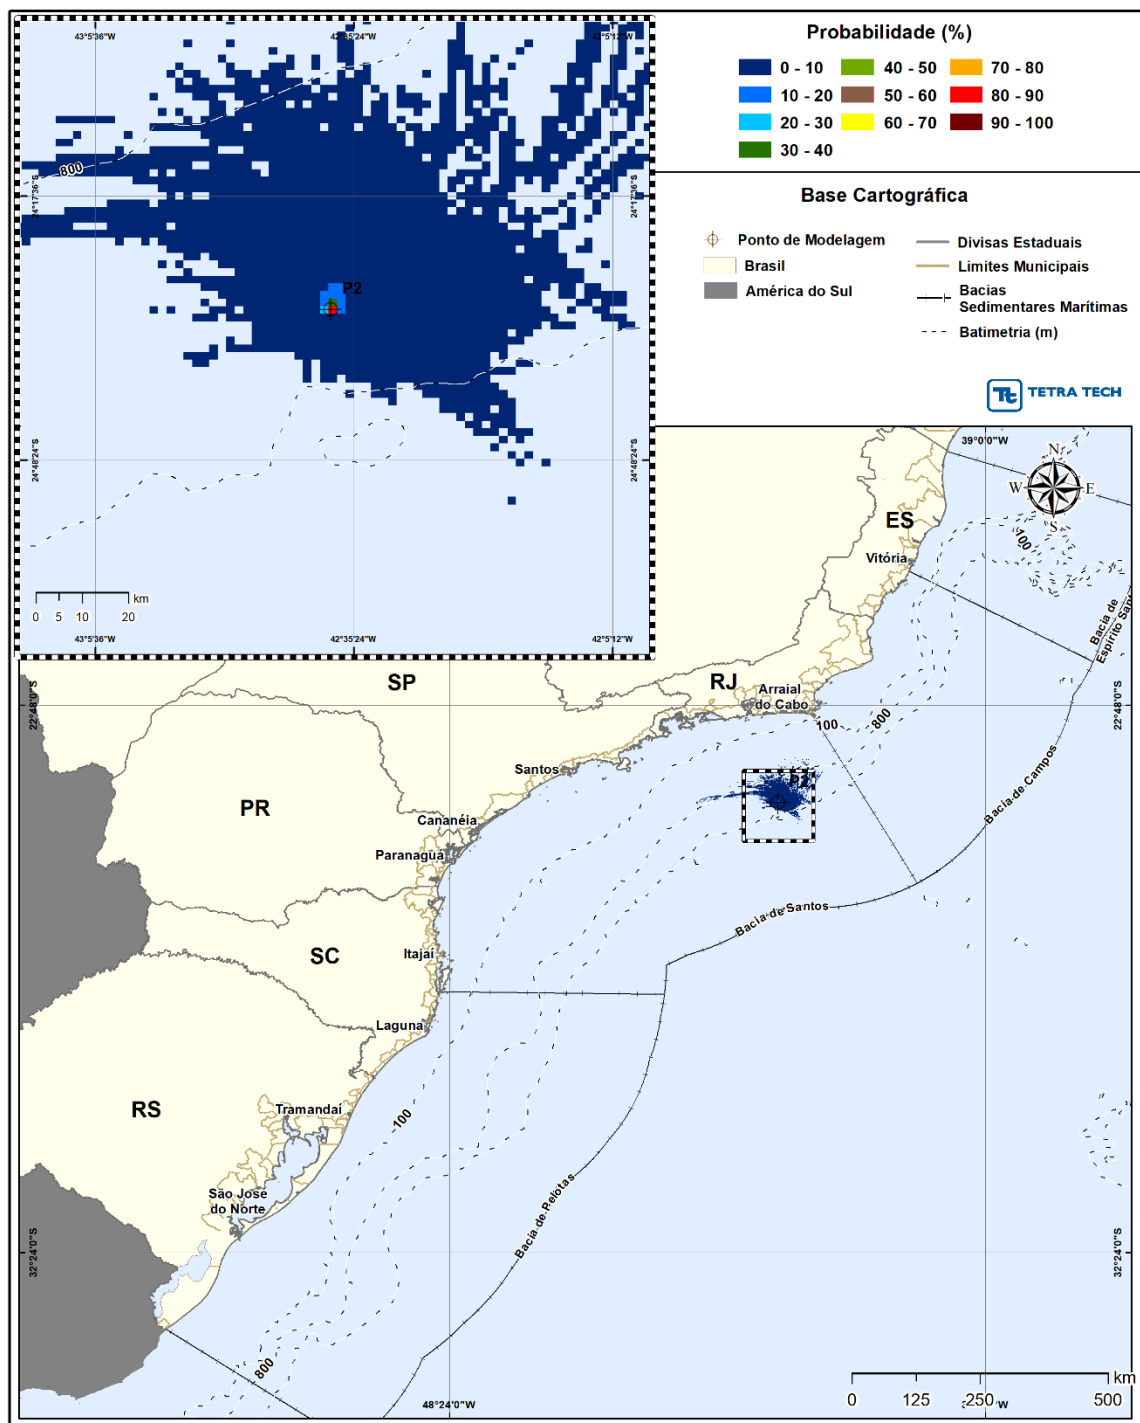 43°5'36"W
42°35'24"W
42°5'12"W
800
24°17'36"S
24°17'36"S
P2
24°48'24"S
24°48'24"S
km
0 5 10 20
43°5'36"W
42°35'24"W
42°5'12"W
Probabilidade (%)
0 - 10
40 - 50
70 - 80
10 - 20
50 - 60
80 - 90
20 - 30
60 - 70
90 - 100
30 - 40
Base Cartográfica
Ponto de Modelagem
Divisas Estaduais
Brasil
Limites Municipais
América do Sul
Bacias
Sedimentares Marítimas
Batimetria (m)
Tt
TETRA TECH
39°0'0"W
N
W
E
S
100
ES
Vitória
Bacia de
Espírito Sant
SP
RJ
Arraial
do Cabo
22°48'0"S
22°48'0"S
100
800
Santos
Bacia de Campos
PR
Cananéia
Paranaguá
Bacia de Santos
SC
Itajaí
Laguna
RS
Tramandaí
100
São José
do Norte
Bacia de Pelotas
32°24'0"S
32°24'0"S
800
km
0 125 250 500
48°24'0"W